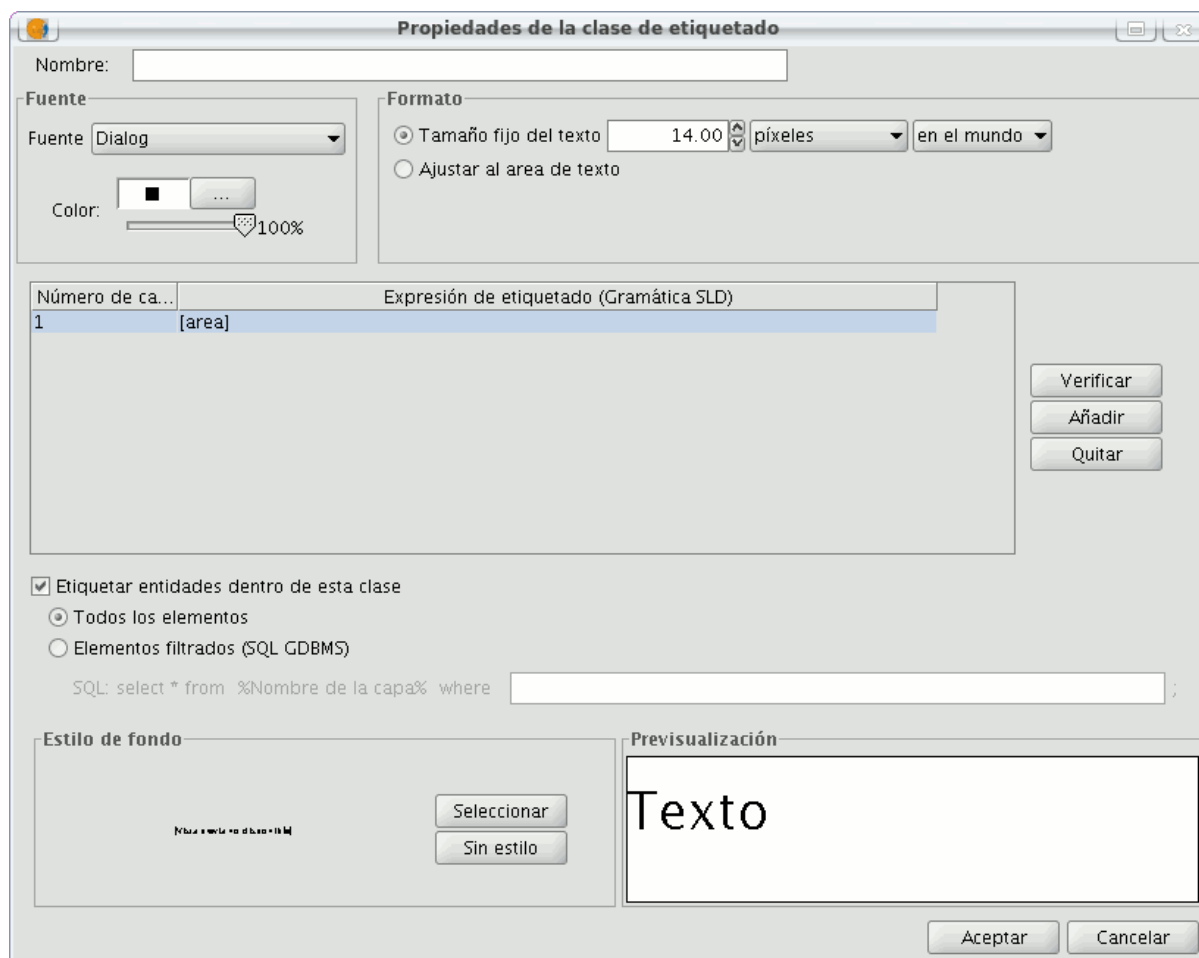 Propiedades de la clase de etiquetado
Nombre:
Fuente
Fuente Dialog
Color: ...
100%
Formato
Tamaño fijo del texto 14.00 píxeles en el mundo
Ajustar al area de texto
Número de ca... Expresión de etiquetado (Gramática SLD)
1 [area]
Verificar
Añadir
Quitar
Etiquetar entidades dentro de esta clase
Todos los elementos
Elementos filtrados (SQL GDBMS)
SQL: select * from %Nombre de la capa% where ;
Estilo de fondo
Seleccionar
Sin estilo
Previsualización
Texto
Aceptar Cancelar